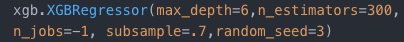 xgb.XGBRegressor(max_depth=6,n_estimators=300,
n_jobs=-1, subsample=.7,random_seed=3)